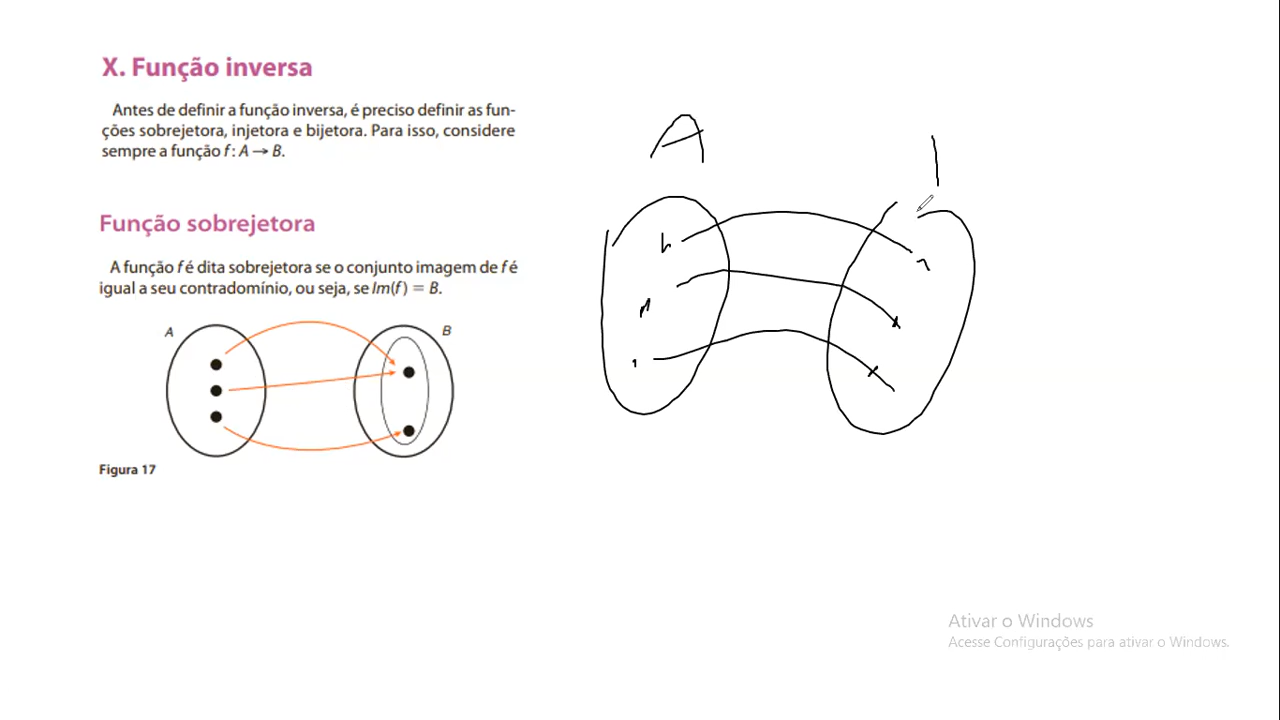 X. Função inversa
Antes de definir a função inversa, é preciso definir as fun-
ções sobrejetora, injetora e bijetora. Para isso, considere
sempre a função f: A → B.
Função sobrejetora
A função f é dita sobrejetora se o conjunto imagem de f é
igual a seu contradomínio, ou seja, se Im(f) = B.
A
B
Figura 17
A
Ativar o Windows
Acesse Configurações para ativar o Windows.